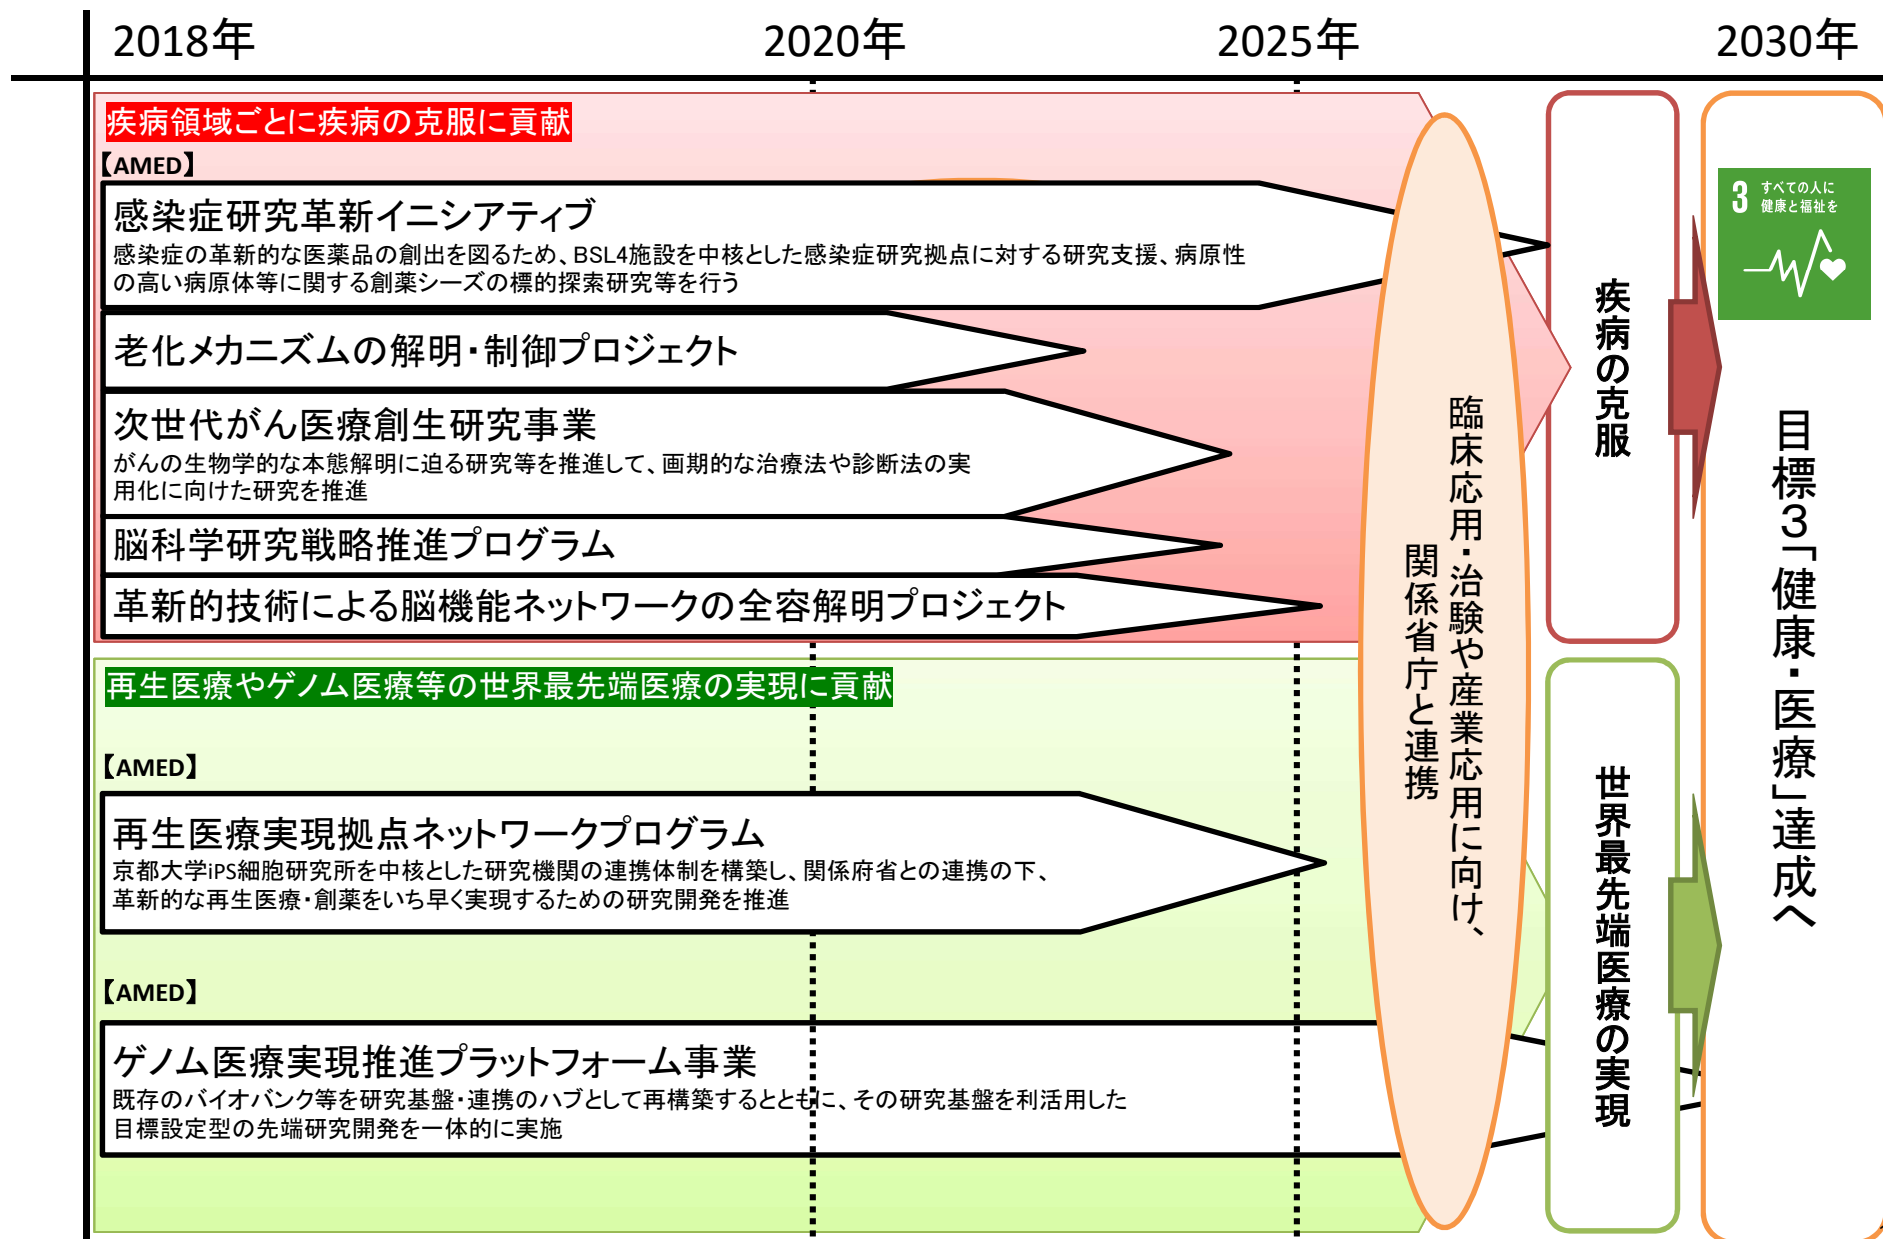 2018年
2020年
2025年
2030年
疾病領域ごとに疾病の克服に貢献
【AMED】
感染症研究革新イニシアティブ
感染症の革新的な医薬品の創出を図るため、BSL4施設を中核とした感染症研究拠点に対する研究支援、病原性
の高い病原体等に関する創薬シーズの標的探索研究等を行う
老化メカニズムの解明・制御プロジェクト
次世代がん医療創生研究事業
がんの生物学的な本態解明に迫る研究等を推進して、画期的な治療法や診断法の実
用化に向けた研究を推進
脳科学研究戦略推進プログラム
革新的技術による脳機能ネットワークの全容解明プロジェクト
再生医療やゲノム医療等の世界最先端医療の実現に貢献
【AMED】
再生医療実現拠点ネットワークプログラム
京都大学iPS細胞研究所を中核とした研究機関の連携体制を構築し、関係府省との連携の下、
革新的な再生医療・創薬をいち早く実現するための研究開発を推進
【AMED】
ゲノム医療実現推進プラットフォーム事業
既存のバイオバンク等を研究基盤・連携のハブとして再構築するとともに、その研究基盤を利活用した
目標設定型の先端研究開発を一体的に実施
臨床応用・治験や産業応用に向け、
関係省庁と連携
疾病の克服
世界最先端医療の実現
3 すべての人に
健康と福祉を
目標３「健康・医療」達成へ